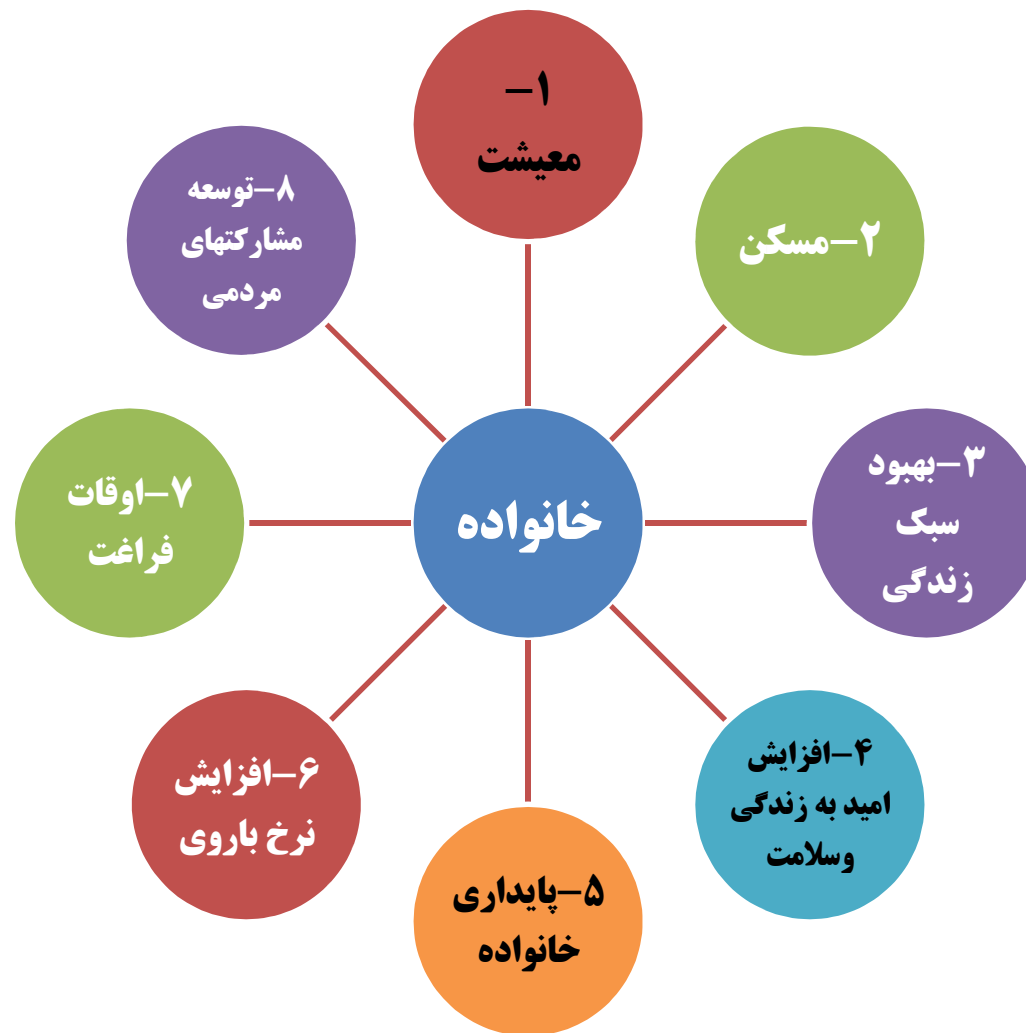 ۱-
معیشت
۲-مسکن
۳-بهبود
سبک
زندگی
۴-افزایش
امید به زندگی
وسلامت
۵-پایداری
خانواده
۶-افزایش
نرخ باروی
۷-اوقات
فراغت
۸-توسعه
مشارکتهای
مردمی
خانواده